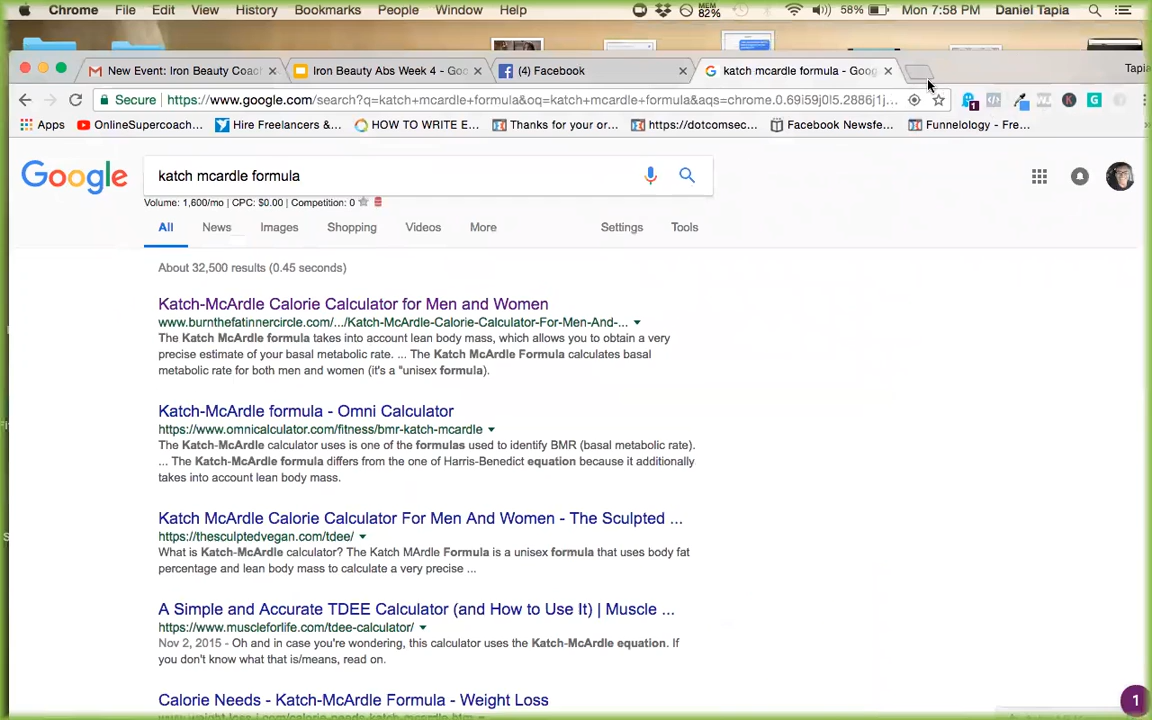 Chrome File Edit View History Bookmarks People Window Help MEM 82% 58% Mon 7:58 PM Daniel Tapia
New Event: Iron Beauty Coach Iron Beauty Abs Week 4 - Goo (4) Facebook katch mcardle formula - Goog Tapia
Secure https://www.google.com/search?q=katch+mcardle+formula&oq=katch+mcardle+formula&aqs=chrome.0.69i59j0l5.2886j1j...
Apps OnlineSupercoach... Hire Freelancers &... HOW TO WRITE E... Thanks for your or... https://dotcomsec... Facebook Newsfe... Funnelology - Fre...
Google katch mcardle formula
Volume: 1,600/mo | CPC: $0.00 | Competition: 0
All News Images Shopping Videos More Settings Tools
About 32,500 results (0.45 seconds)
Katch-McArdle Calorie Calculator for Men and Women
www.burnthefatinnercircle.com/.../Katch-McArdle-Calorie-Calculator-For-Men-And-...
The Katch McArdle formula takes into account lean body mass, which allows you to obtain a very
precise estimate of your basal metabolic rate. ... The Katch McArdle Formula calculates basal
metabolic rate for both men and women (it's a "unisex formula).
Katch-McArdle formula - Omni Calculator
https://www.omnicalculator.com/fitness/bmr-katch-mcardle
The Katch-McArdle calculator uses is one of the formulas used to identify BMR (basal metabolic rate).
... The Katch-McArdle formula differs from the one of Harris-Benedict equation because it additionally
takes into account lean body mass.
Katch McArdle Calorie Calculator For Men And Women - The Sculpted ...
https://thesculptedvegan.com/tdee/
What is Katch-McArdle calculator? The Katch MArdle Formula is a unisex formula that uses body fat
percentage and lean body mass to calculate a very precise ...
A Simple and Accurate TDEE Calculator (and How to Use It) | Muscle ...
https://www.muscleforlife.com/tdee-calculator/
Nov 2, 2015 - Oh and in case you're wondering, this calculator uses the Katch-McArdle equation. If
you don't know what that is/means, read on.
Calorie Needs - Katch-McArdle Formula - Weight Loss
1